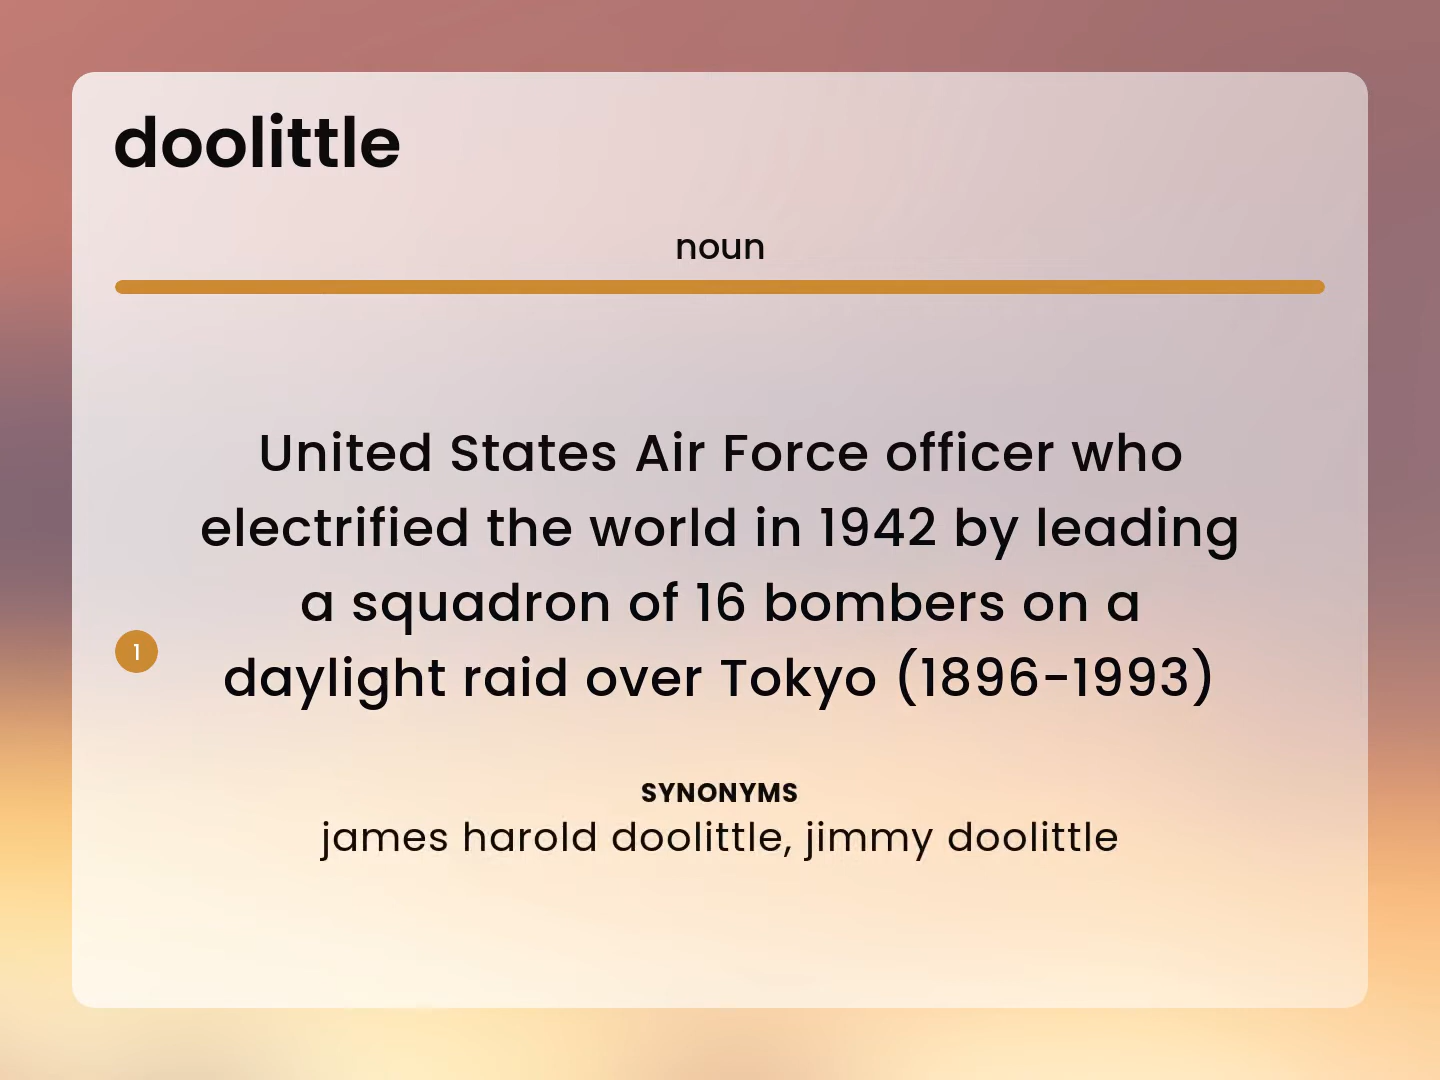 doolittle
noun
United States Air Force officer who
electrified the world in 1942 by leading
a squadron of 16 bombers on a
1
daylight raid over Tokyo (1896-1993)
SYNONYMS
james harold doolittle, jimmy doolittle